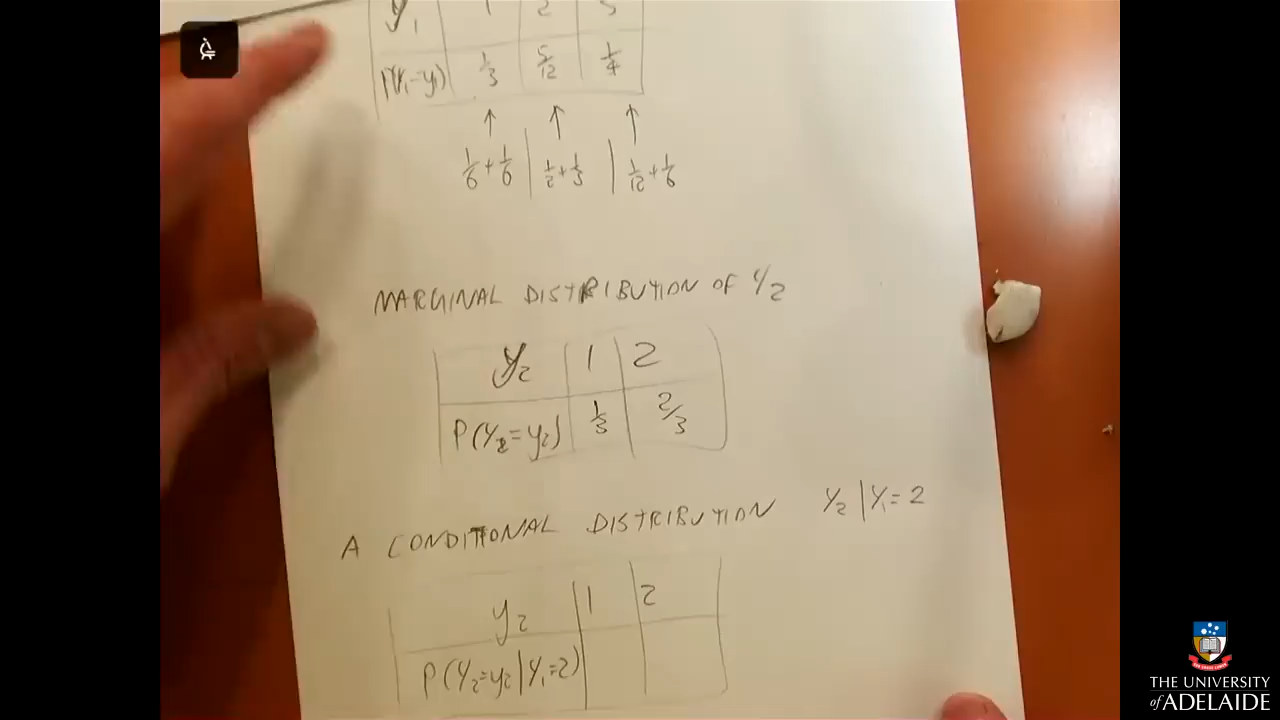 y₁ 1 2 3
P(Y₁=y₁) 1/3 5/12 1/4
↑ ↑ ↑
1/6+1/6 | 1/12+1/3 | 1/12+1/6
MARGINAL DISTRIBUTION OF Y₂
y₂ 1 2
P(Y₂=y₂) 1/3 2/3
A CONDITIONAL DISTRIBUTION Y₂|Y₁=2
y₂ 1 2
P(Y₂=y₂|Y₁=2)
THE UNIVERSITY
of ADELAIDE